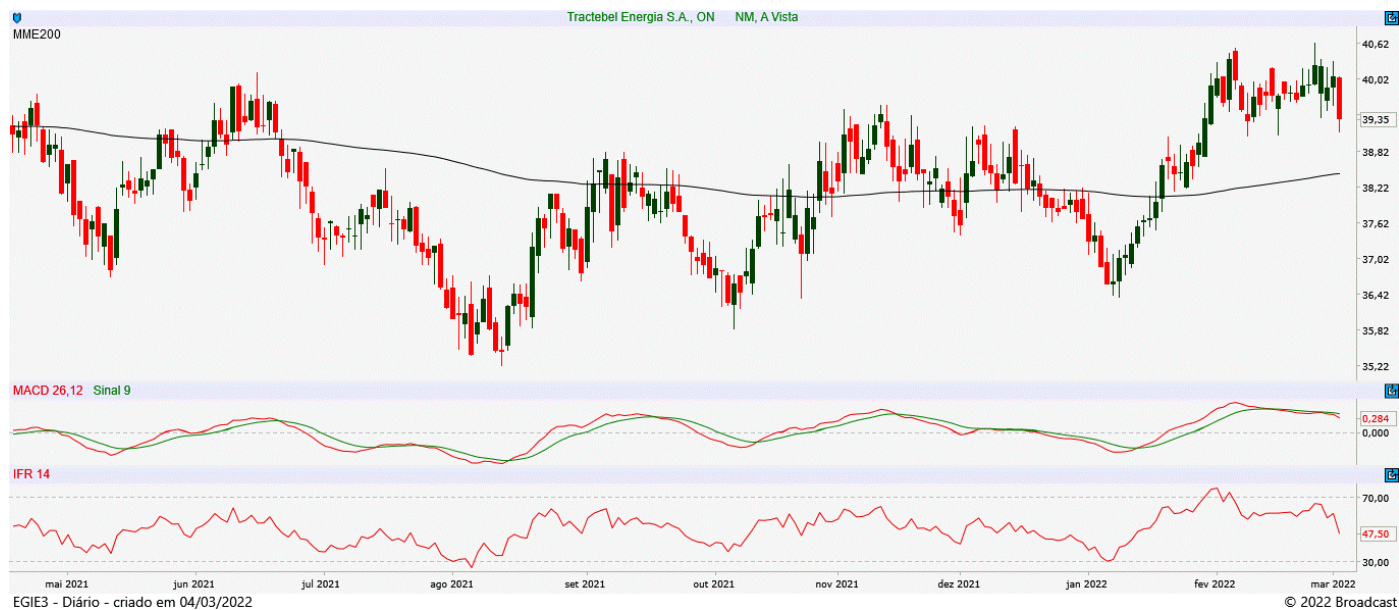 Tractebel Energia S.A., ON NM, A Vista
MME200
40,62
40,02
39,35
38,82
38,22
37,62
37,02
36,42
35,82
35,22
MACD 26,12 Sinal 9
0,284
0,000
IFR 14
70,00
47,50
30,00
mai 2021 jun 2021 jul 2021 ago 2021 set 2021 out 2021 nov 2021 dez 2021 jan 2022 fev 2022 mar 2022
EGIE3 - Diário - criado em 04/03/2022 © 2022 Broadcast